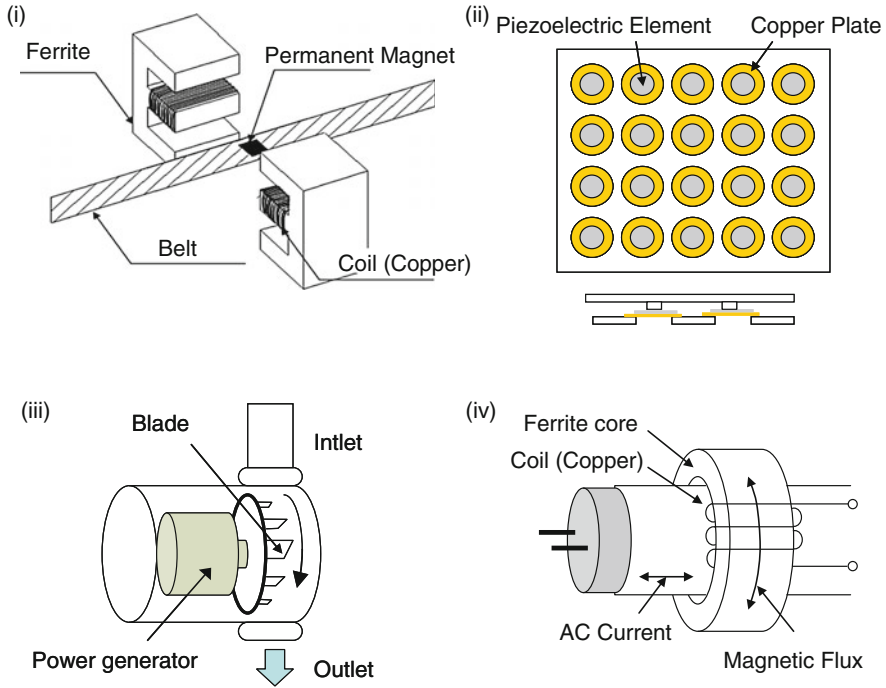 (i)
Ferrite
Permanent Magnet
Belt
Coil (Copper)
(ii)
Piezoelectric Element
Copper Plate
(iii)
Blade
Intlet
Power generator
Outlet
(iv)
Ferrite core
Coil (Copper)
AC Current
Magnetic Flux